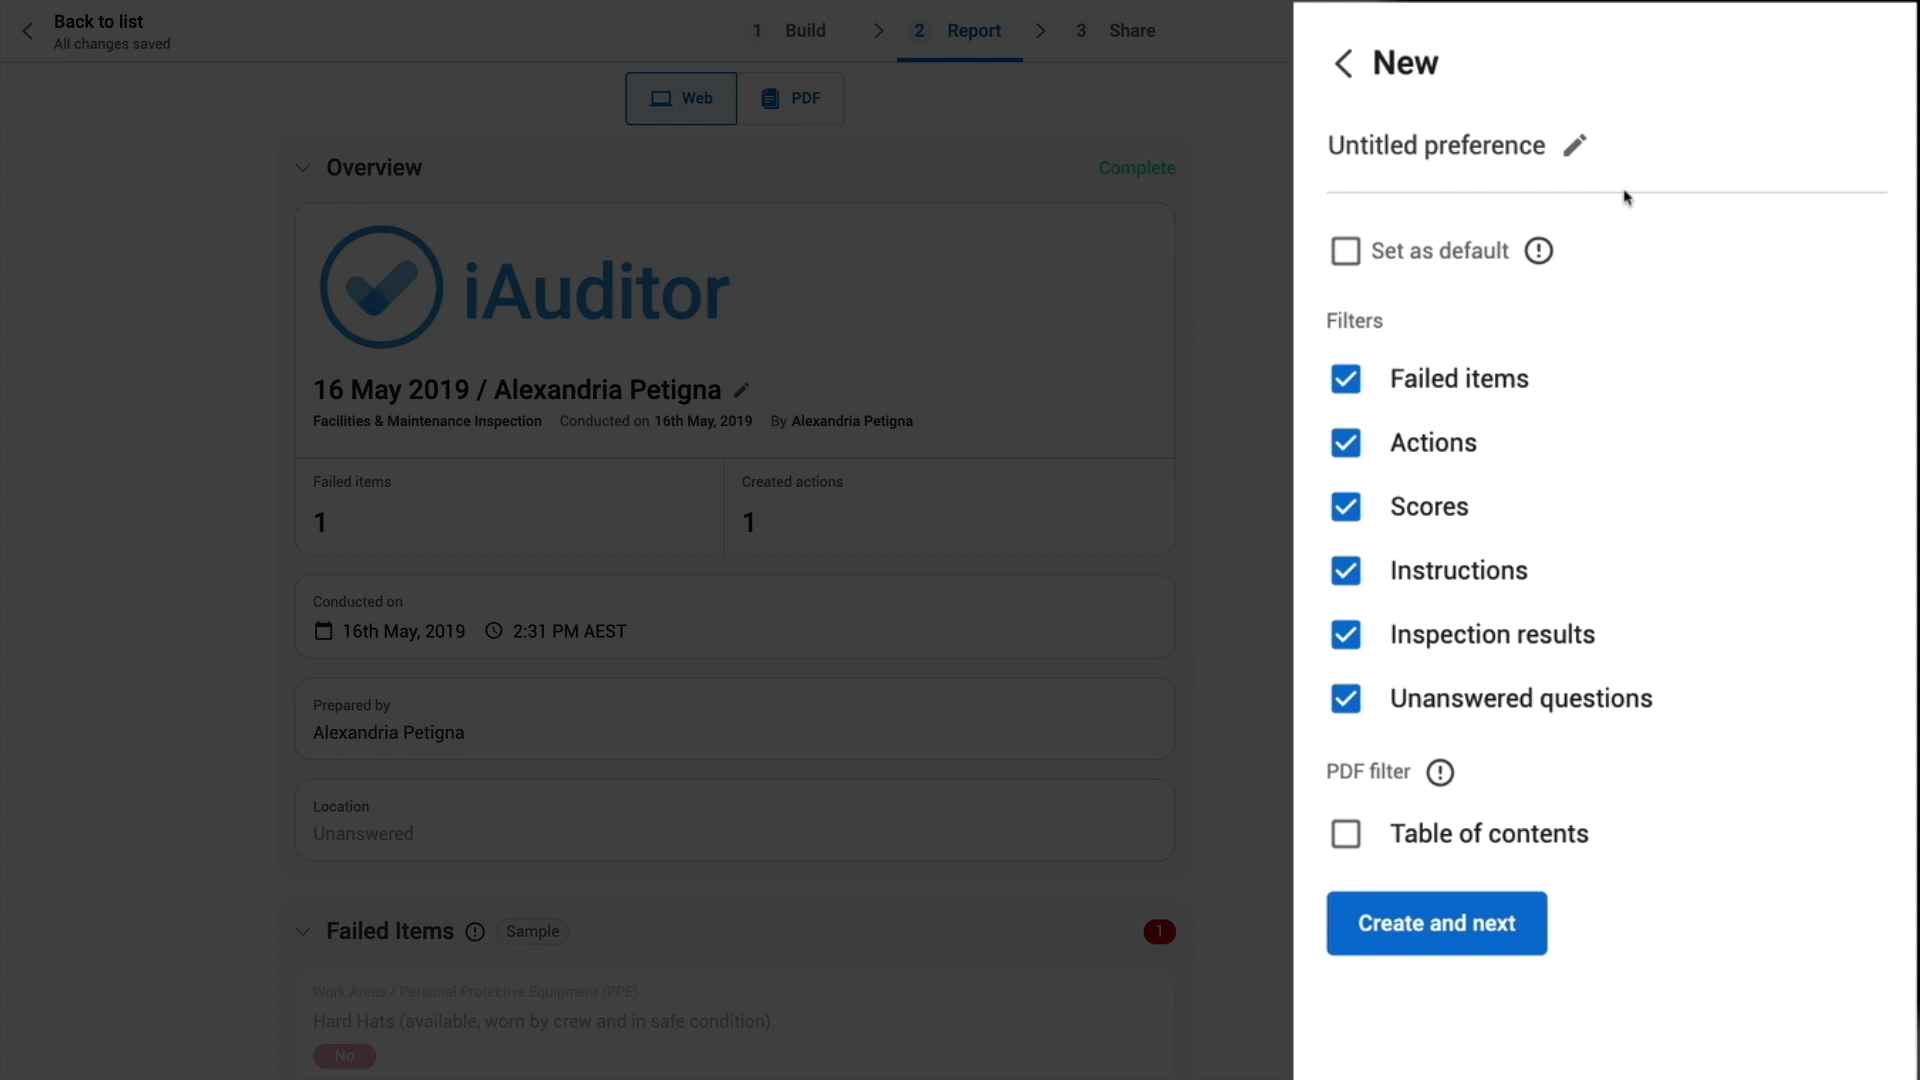 Back to list
All changes saved
1 Build
2 Report
3 Share
Web
PDF
Overview
Complete
iAuditor
16 May 2019 / Alexandria Petigna
Facilities & Maintenance Inspection Conducted on 16th May, 2019 By Alexandria Petigna
Failed items
1
Created actions
1
Conducted on
16th May, 2019 2:31 PM AEST
Prepared by
Alexandria Petigna
Location
Unanswered
Failed Items Sample 1
Work Areas / Personal Protective Equipment (PPE)
Hard Hats (available, worn by crew and in safe condition)
No
New
Untitled preference
Set as default
Filters
Failed items
Actions
Scores
Instructions
Inspection results
Unanswered questions
PDF filter
Table of contents
Create and next